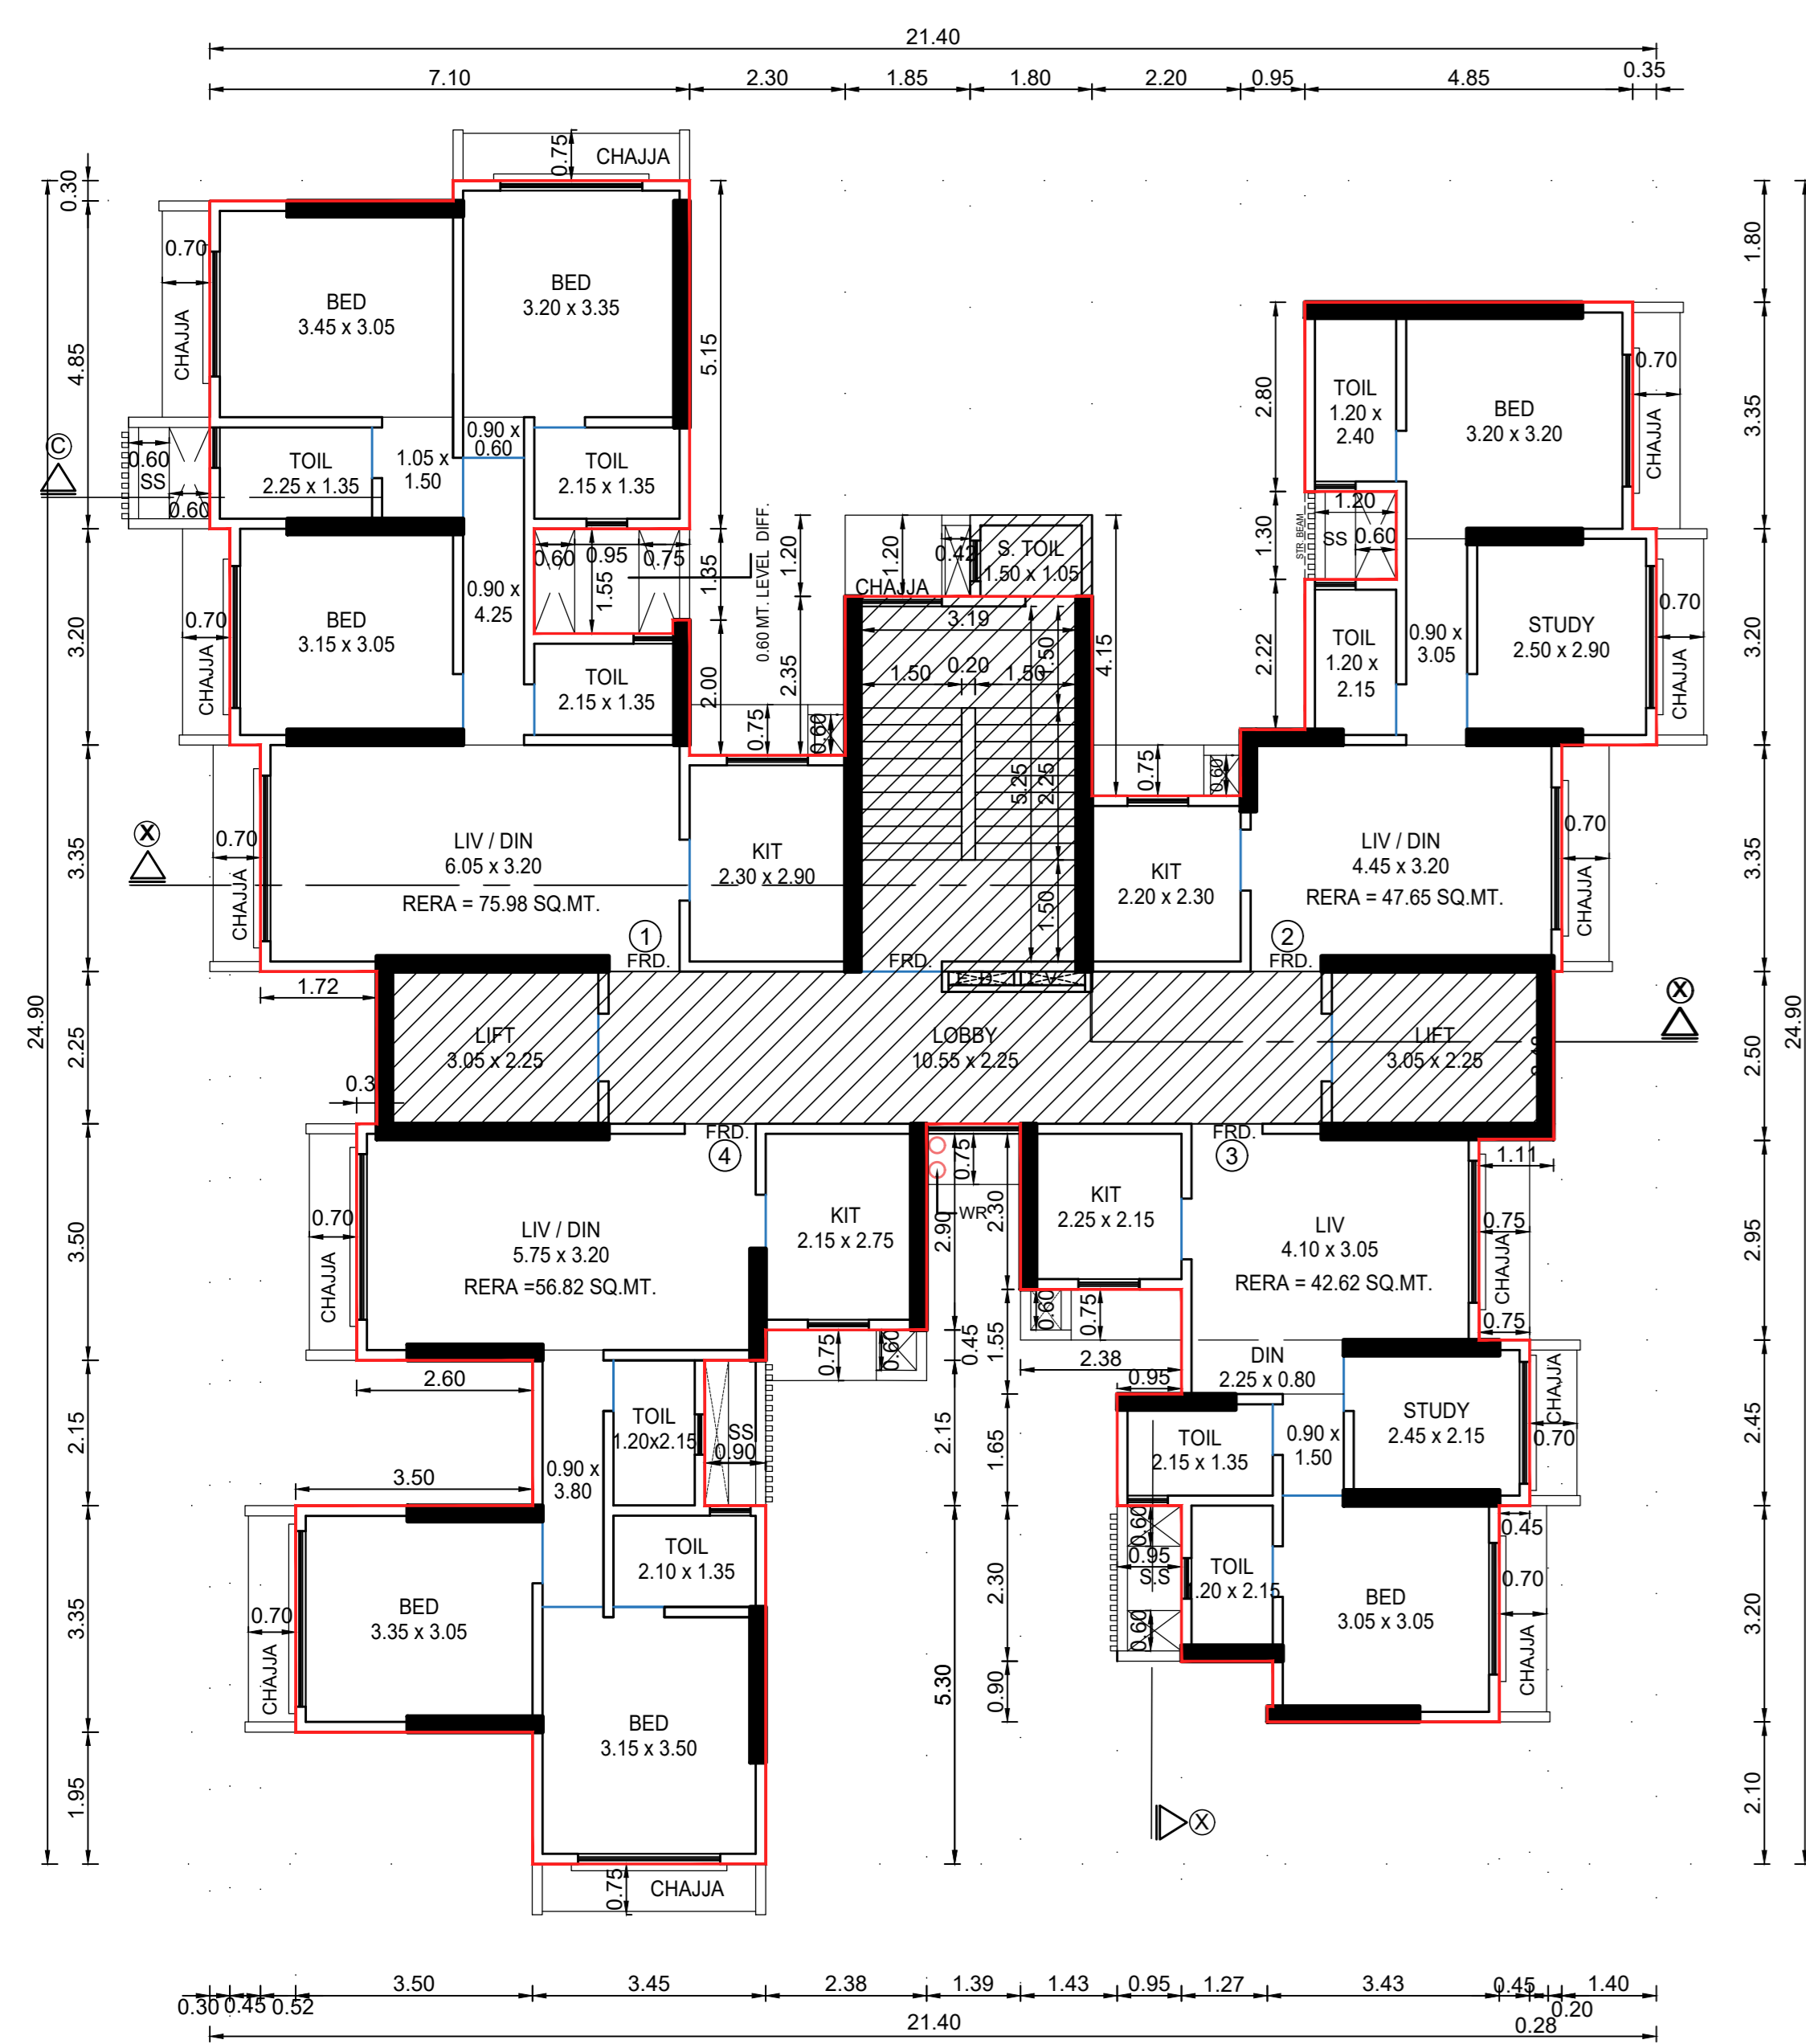 21.40
7.10
2.30
1.85
1.80
2.20
0.95
4.85
0.35
0.30
4.85
3.20
3.35
2.25
3.50
2.15
3.35
1.95
24.90
0.75
CHAJJA
0.70
CHAJJA
BED
3.45 x 3.05
BED
3.20 x 3.35
5.15
0.60
SS
0.60
TOIL
2.25 x 1.35
1.05 x
1.50
0.90 x
0.60
TOIL
2.15 x 1.35
0.60
0.95
0.75
1.55
1.35
2.00
0.60 MT. LEVEL DIFF.
0.70
CHAJJA
BED
3.15 x 3.05
0.90 x
4.25
TOIL
2.15 x 1.35
1.20
2.35
1.20
0.42
S. TOIL
1.50 x 1.05
CHAJJA
3.19
1.50
0.20
1.50
1.50
5.25
2.25
1.50
4.15
0.75
0.60
0.70
CHAJJA
LIV / DIN
6.05 x 3.20
RERA = 75.98 SQ.MT.
1
FRD.
KIT
2.30 x 2.90
FRD.
2.80
1.30
2.22
TOIL
1.20 x
2.40
BED
3.20 x 3.20
0.70
CHAJJA
STR. BEAM
1.20
SS
0.60
TOIL
1.20 x
2.15
0.90 x
3.05
STUDY
2.50 x 2.90
0.70
CHAJJA
0.75
0.60
KIT
2.20 x 2.30
LIV / DIN
4.45 x 3.20
RERA = 47.65 SQ.MT.
2
FRD.
0.70
CHAJJA
1.80
3.35
3.20
3.35
2.50
2.95
2.45
3.20
2.10
24.90
C
X
X
X
1.72
0.3
LIFT
3.05 x 2.25
LOBBY
10.55 x 2.25
LIFT
3.05 x 2.25
FRD.
4
0.70
CHAJJA
LIV / DIN
5.75 x 3.20
RERA =56.82 SQ.MT.
KIT
2.15 x 2.75
0.75
2.90
WR
2.30
KIT
2.25 x 2.15
FRD.
3
LIV
4.10 x 3.05
RERA = 42.62 SQ.MT.
1.11
0.75
CHAJJA
0.75
0.75
0.60
0.45
0.60
0.75
1.55
2.38
0.95
DIN
2.25 x 0.80
2.60
3.50
TOIL
1.20x2.15
SS
0.90
0.90 x
3.80
2.15
1.65
TOIL
2.15 x 1.35
0.90 x
1.50
STUDY
2.45 x 2.15
CHAJJA
0.70
0.45
0.60
0.95
S.S
0.60
TOIL
1.20 x 2.15
BED
3.05 x 3.05
0.70
CHAJJA
2.30
0.90
5.30
TOIL
2.10 x 1.35
BED
3.35 x 3.05
0.70
CHAJJA
BED
3.15 x 3.50
0.75
CHAJJA
0.30
0.45
0.52
3.50
3.45
2.38
1.39
1.43
0.95
1.27
3.43
0.45
0.28
0.20
1.40
21.40